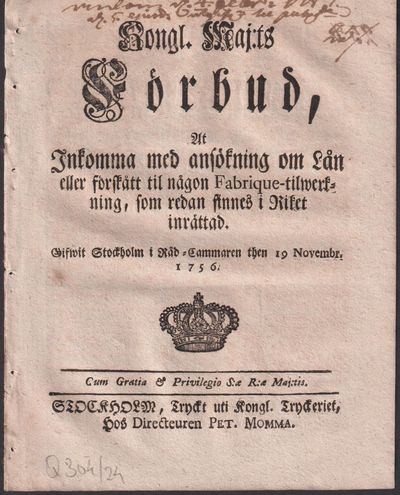 Kongl. Maj:ts
Förbud,
At
Inkomma med ansökning om Lån
eller förskått til någon Fabrique-tilwerk-
ning, som redan finnes i Riket
inrättad.
Gifwit Stockholm i Råd-Cammaren then 19 Novembr.
1756.
Cum Gratia & Privilegio S:æ R:æ Maj:tis.
STOCKHOLM, Tryckt uti Kongl. Tryckeriet,
Hos Directeuren PET. MOMMA.
Q 304/24